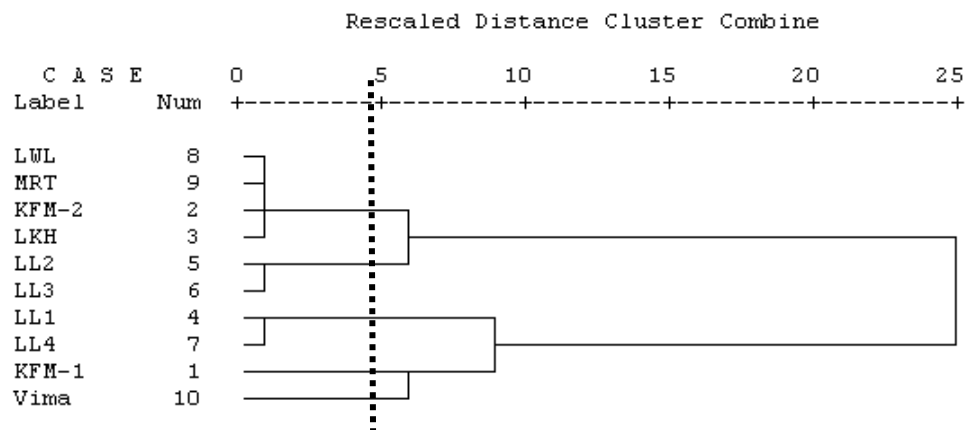 Rescaled Distance Cluster Combine
C A S E 0 5 10 15 20 25
Label Num +---------+---------+---------+---------+---------+
LWL 8
MRT 9
KFM-2 2
LKH 3
LL2 5
LL3 6
LL1 4
LL4 7
KFM-1 1
Vima 10